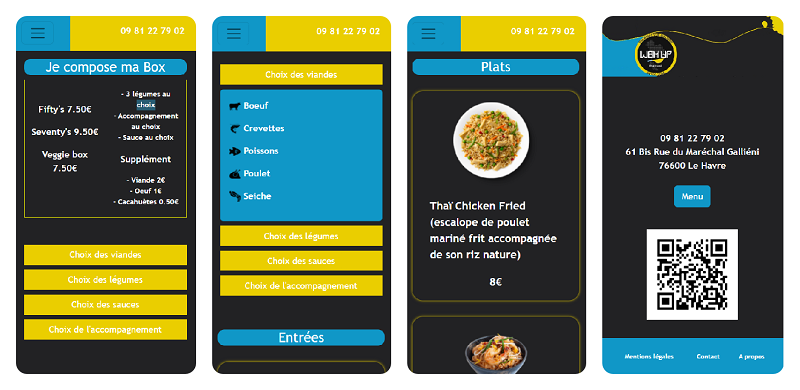 09 81 22 79 02
Je compose ma Box
Fifty's 7.50€
Seventy's 9.50€
Veggie box
7.50€
- 3 légumes au
choix
- Accompagnement
au choix
- Sauce au choix
Supplément
- Viande 2€
- Oeuf 1€
- Cacahuètes 0.50€
Choix des viandes
Choix des légumes
Choix des sauces
Choix de l'accompagnement
09 81 22 79 02
Choix des viandes
Boeuf
Crevettes
Poissons
Poulet
Seiche
Choix des légumes
Choix des sauces
Choix de l'accompagnement
Entrées
09 81 22 79 02
Plats
Thaï Chicken Fried
(escalope de poulet
mariné frit accompagnée
de son riz nature)
8€
WOK UP
09 81 22 79 02
61 Bis Rue du Maréchal Galliéni
76600 Le Havre
Menu
Mentions légales
Contact
A propos